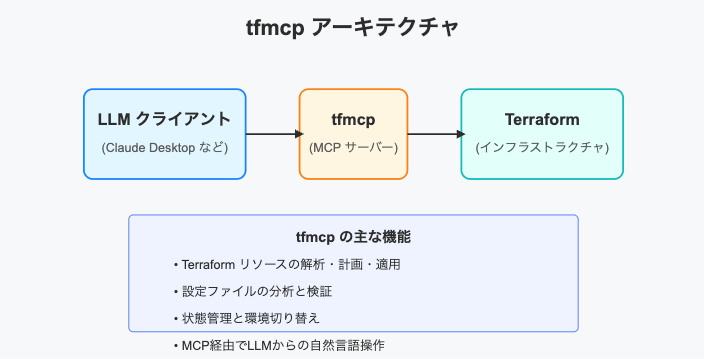 tfmcp アーキテクチャ
LLM クライアント
(Claude Desktop など)
tfmcp
(MCP サーバー)
Terraform
(インフラストラクチャ)
tfmcp の主な機能
• Terraform リソースの解析・計画・適用
• 設定ファイルの分析と検証
• 状態管理と環境切り替え
• MCP経由でLLMからの自然言語操作